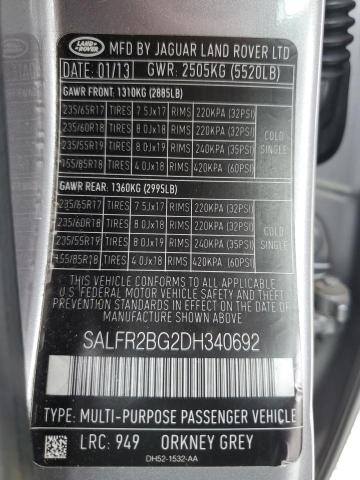 LAND ROVER
MFD BY JAGUAR LAND ROVER LTD
DATE: 01/13 GWR: 2505KG (5520LB)
GAWR FRONT: 1310KG (2885LB)
235/65R17 TIRES 7.5Jx17 RIMS 220KPA (32PSI)
235/60R18 TIRES 8.0Jx18 RIMS 220KPA (32PSI) COLD
235/55R19 TIRES 8.0Jx19 RIMS 240KPA (35PSI) SINGLE
155/85R18 TIRES 4.0Jx18 RIMS 420KPA (60PSI)
GAWR REAR: 1360KG (2995LB)
235/65R17 TIRES 7.5Jx17 RIMS 220KPA (32PSI)
235/60R18 TIRES 8.0Jx18 RIMS 220KPA (32PSI) COLD
235/55R19 TIRES 8.0Jx19 RIMS 240KPA (35PSI) SINGLE
155/85R18 TIRES 4.0Jx18 RIMS 420KPA (60PSI)
THIS VEHICLE CONFORMS TO ALL APPLICABLE
U.S. FEDERAL MOTOR VEHICLE SAFETY AND THEFT
PREVENTION STANDARDS IN EFFECT ON THE DATE
OF MANUFACTURE SHOWN ABOVE.
SALFR2BG2DH340692
TYPE: MULTI-PURPOSE PASSENGER VEHICLE
LRC: 949 ORKNEY GREY
DH52-1532-AA